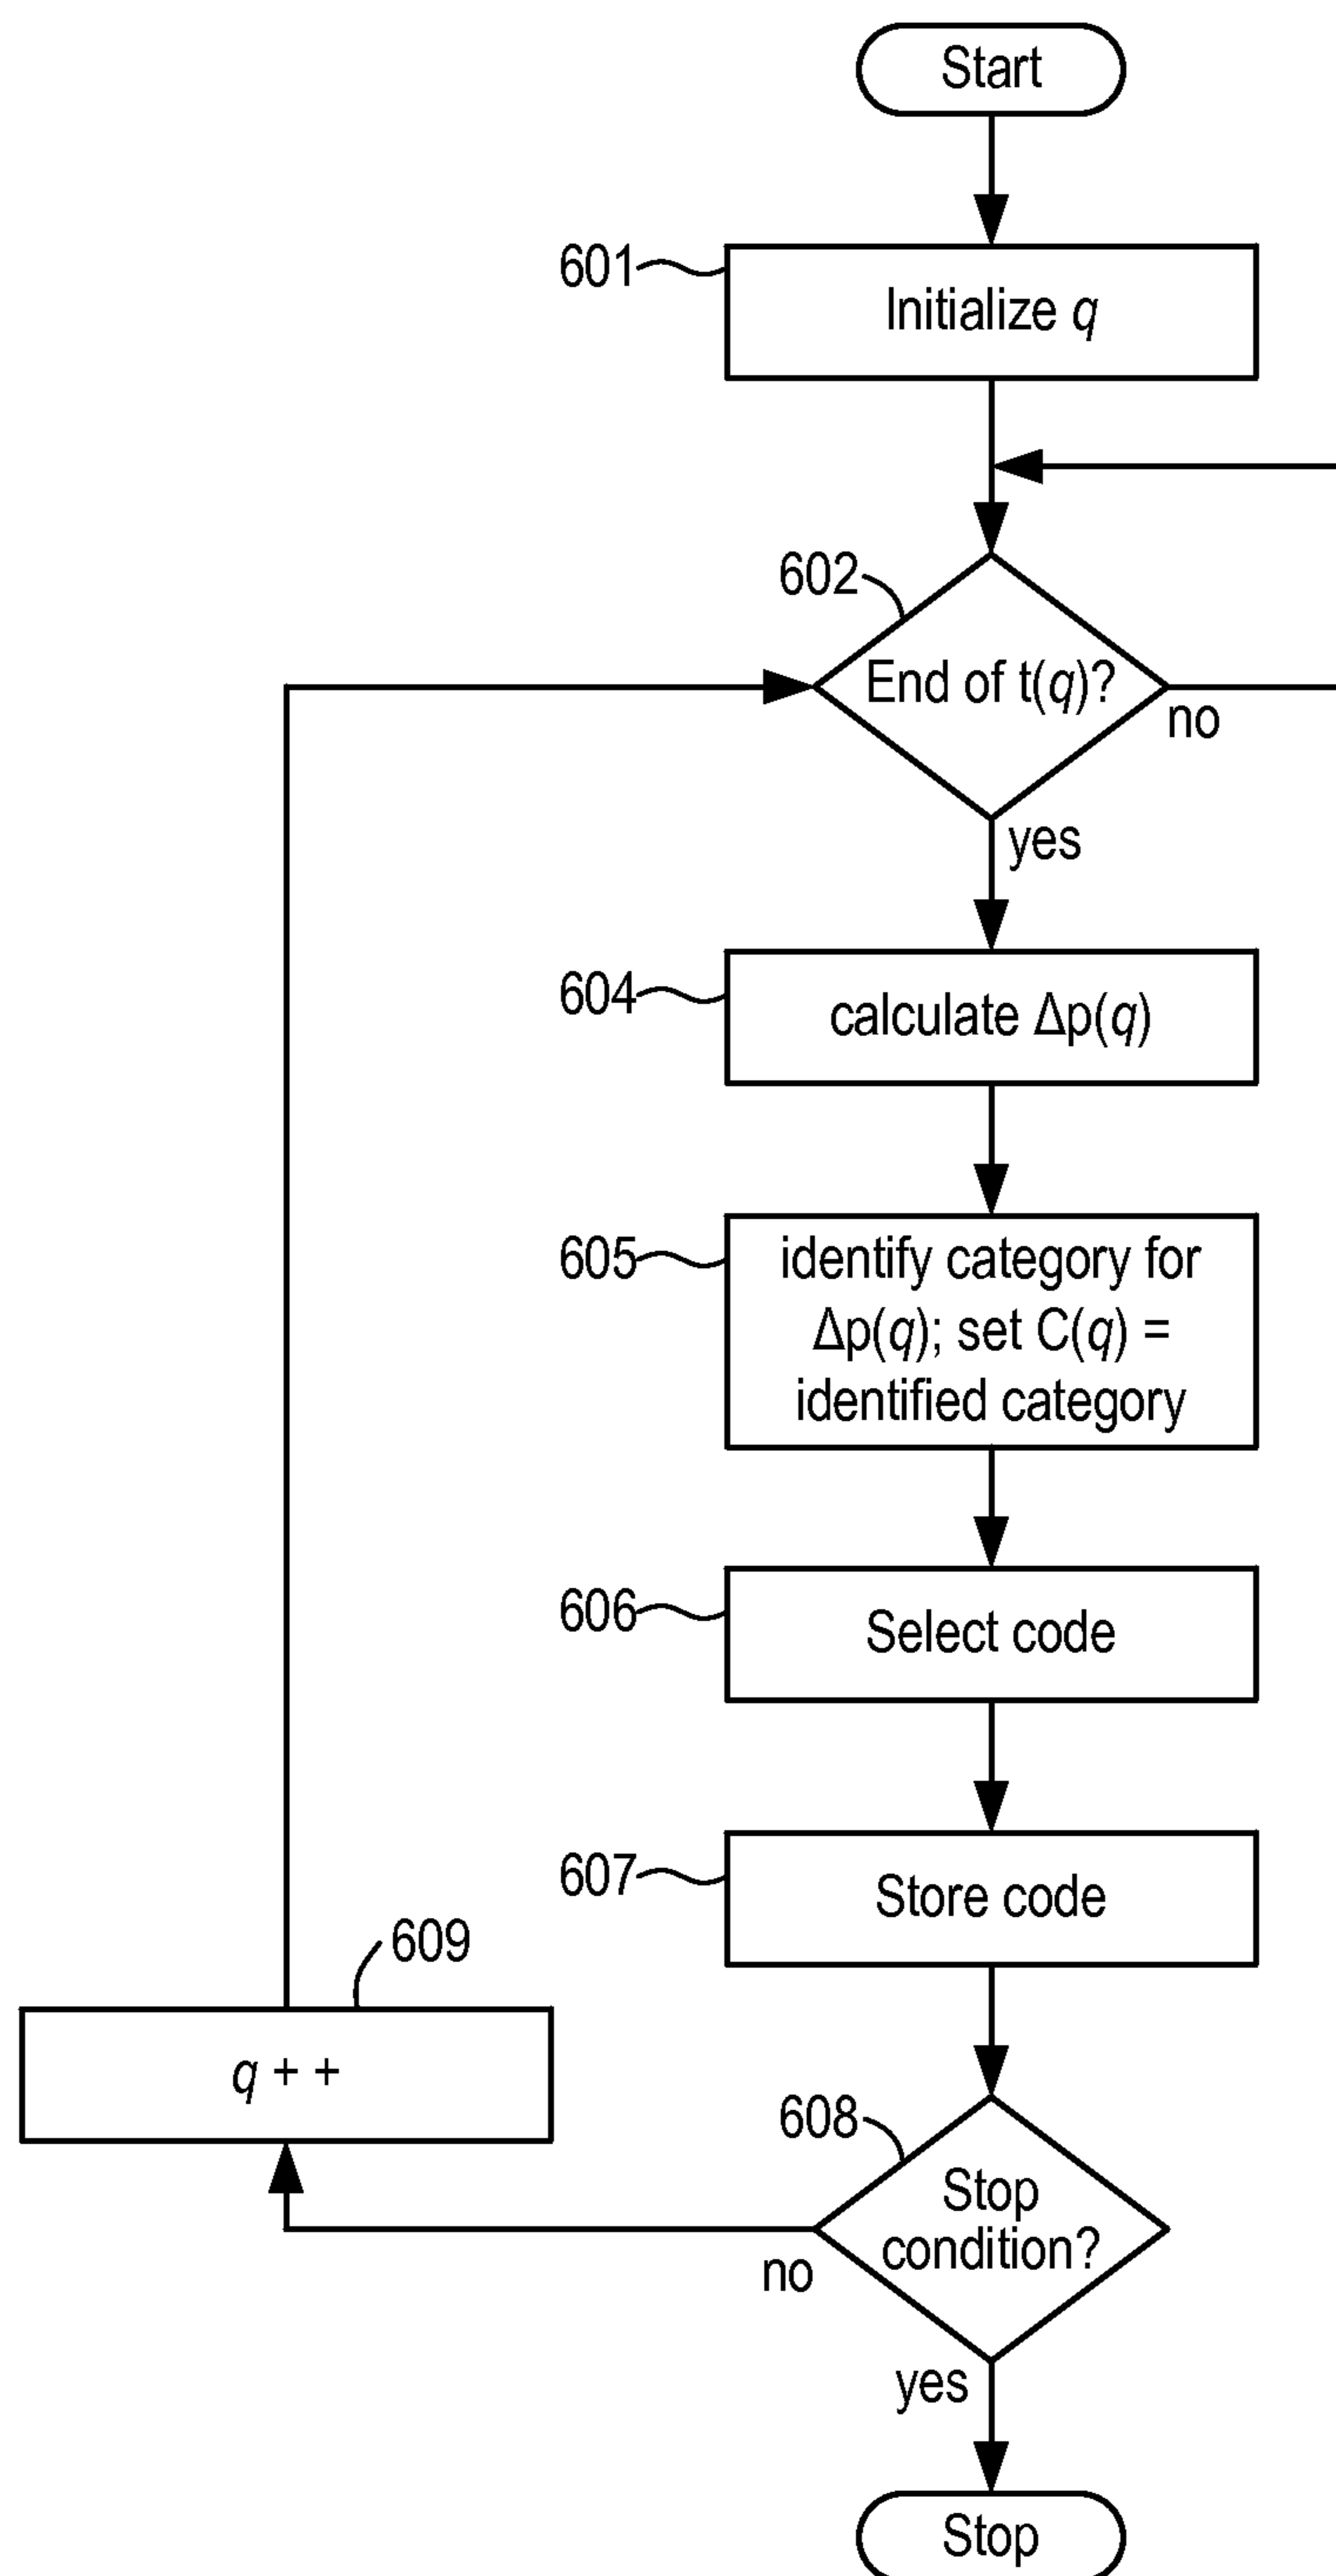 Start
601
Initialize q
602
End of t(q)?
no
yes
604
calculate Δp(q)
605
identify category for
Δp(q); set C(q) =
identified category
606
Select code
607
Store code
609
q + +
608
Stop
condition?
no
yes
Stop